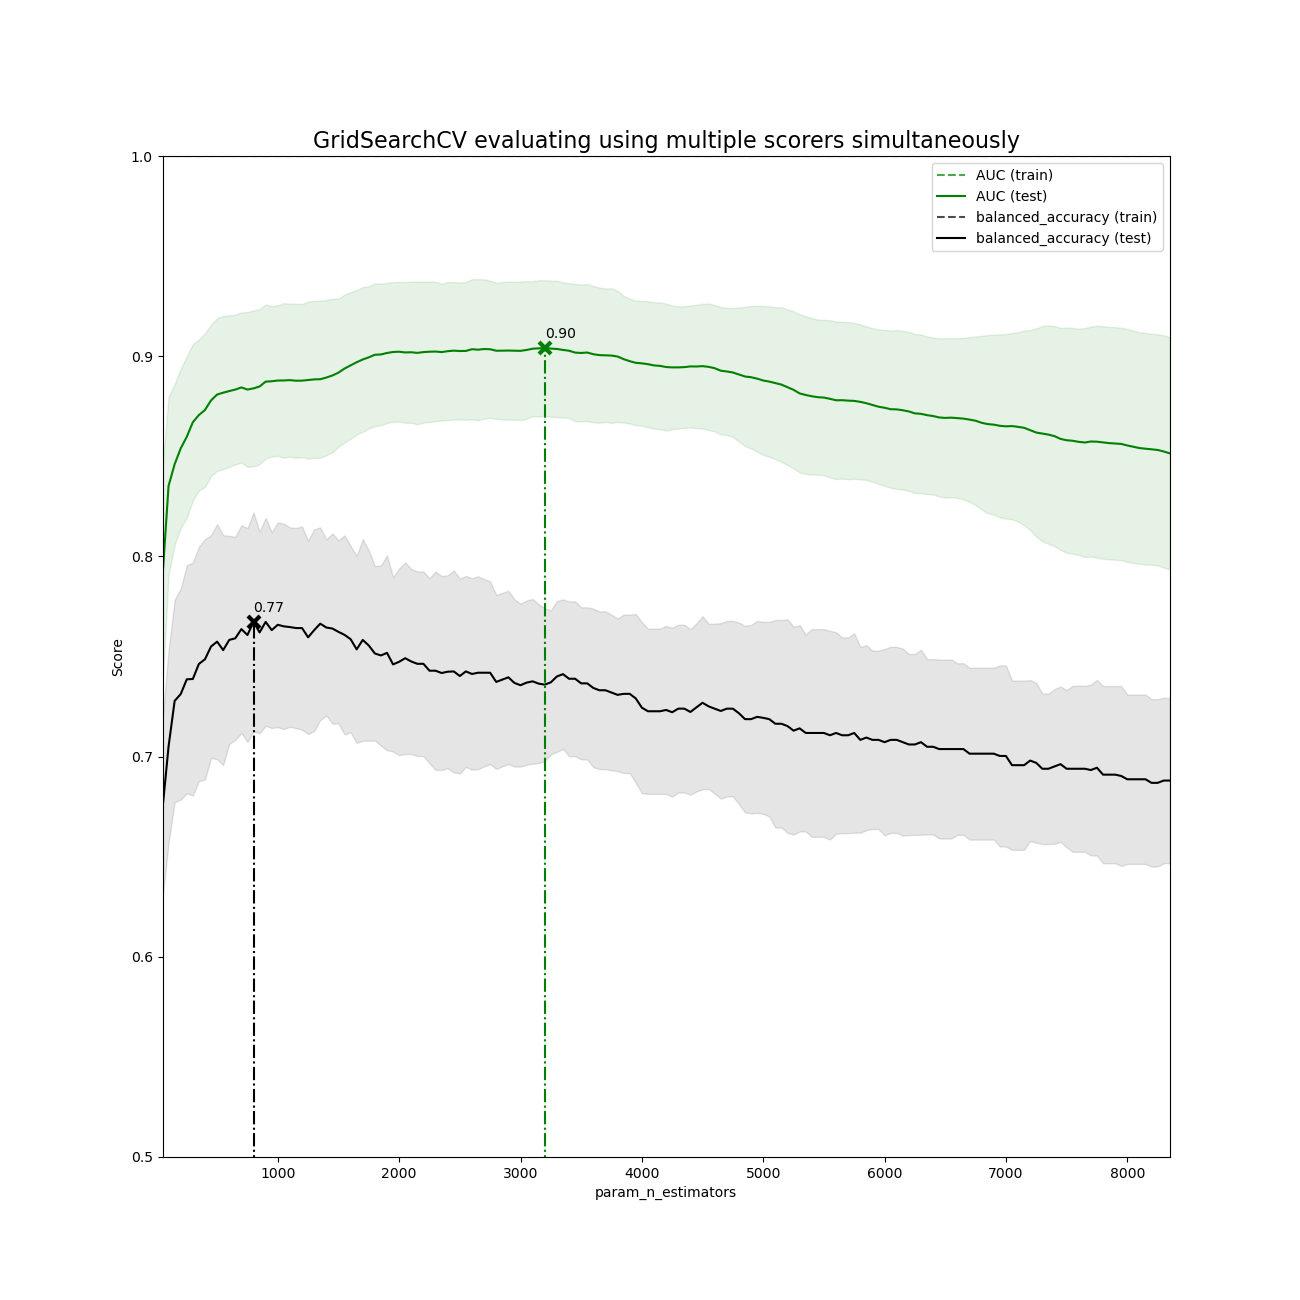 GridSearchCV evaluating using multiple scorers simultaneously
1.0
0.9
0.8
0.7
0.6
0.5
Score
AUC (train)
AUC (test)
balanced_accuracy (train)
balanced_accuracy (test)
0.90
0.77
1000 2000 3000 4000 5000 6000 7000 8000
param_n_estimators